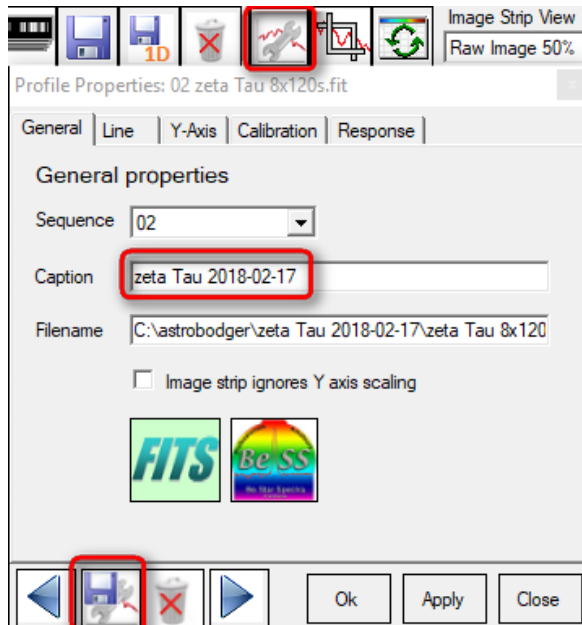 Image Strip View
1D
Raw Image 50%
Profile Properties: 02 zeta Tau 8x120s.fit
x
General Line Y-Axis Calibration Response
General properties
Sequence 02
Caption zeta Tau 2018-02-17
Filename C:\astrobodger\zeta Tau 2018-02-17\zeta Tau 8x120
Image strip ignores Y axis scaling
FITS Be SS
Be Star Spectra
Ok Apply Close